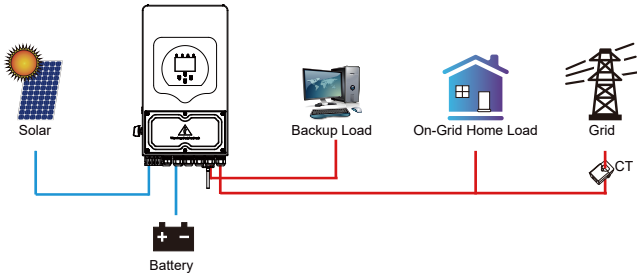 Solar
Backup Load
On-Grid Home Load
Grid
CT
Battery